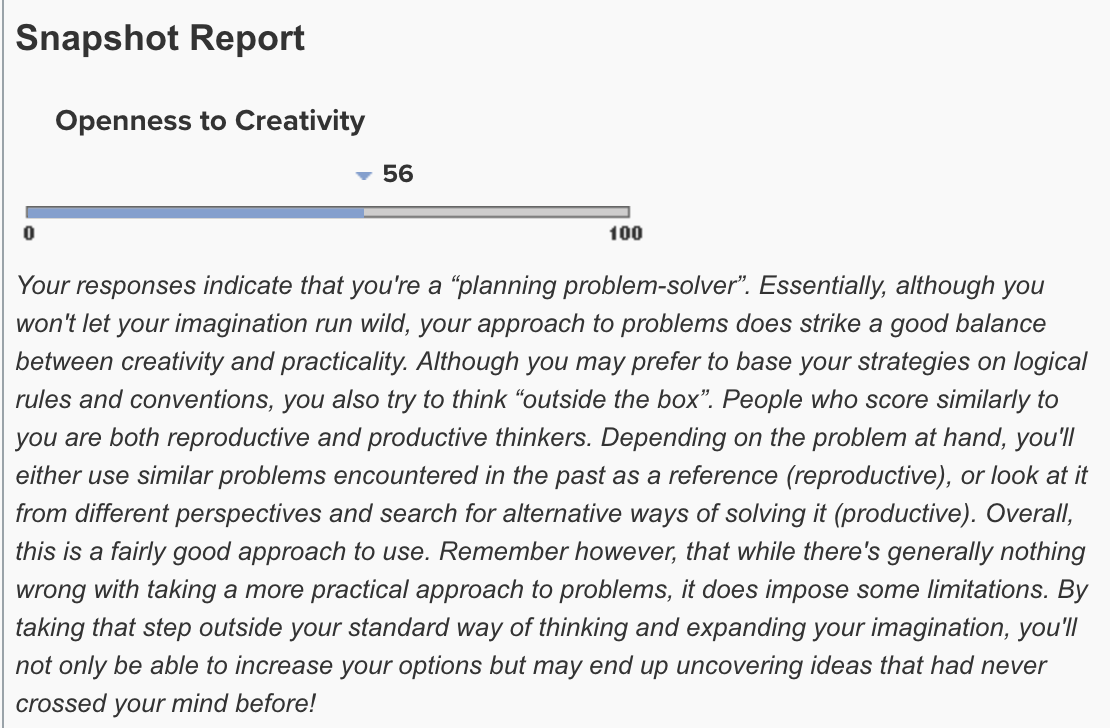 Snapshot Report
Openness to Creativity
56
0
100
Your responses indicate that you're a “planning problem-solver”. Essentially, although you
won't let your imagination run wild, your approach to problems does strike a good balance
between creativity and practicality. Although you may prefer to base your strategies on logical
rules and conventions, you also try to think “outside the box”. People who score similarly to
you are both reproductive and productive thinkers. Depending on the problem at hand, you'll
either use similar problems encountered in the past as a reference (reproductive), or look at it
from different perspectives and search for alternative ways of solving it (productive). Overall,
this is a fairly good approach to use. Remember however, that while there's generally nothing
wrong with taking a more practical approach to problems, it does impose some limitations. By
taking that step outside your standard way of thinking and expanding your imagination, you'll
not only be able to increase your options but may end up uncovering ideas that had never
crossed your mind before!